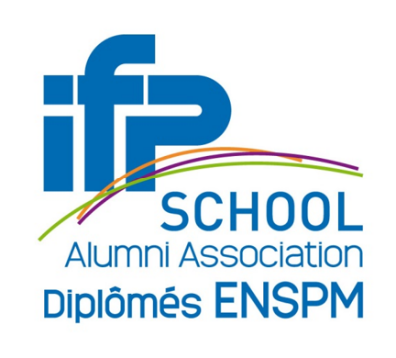 ifp
SCHOOL
Alumni Association
Diplômés ENSPM